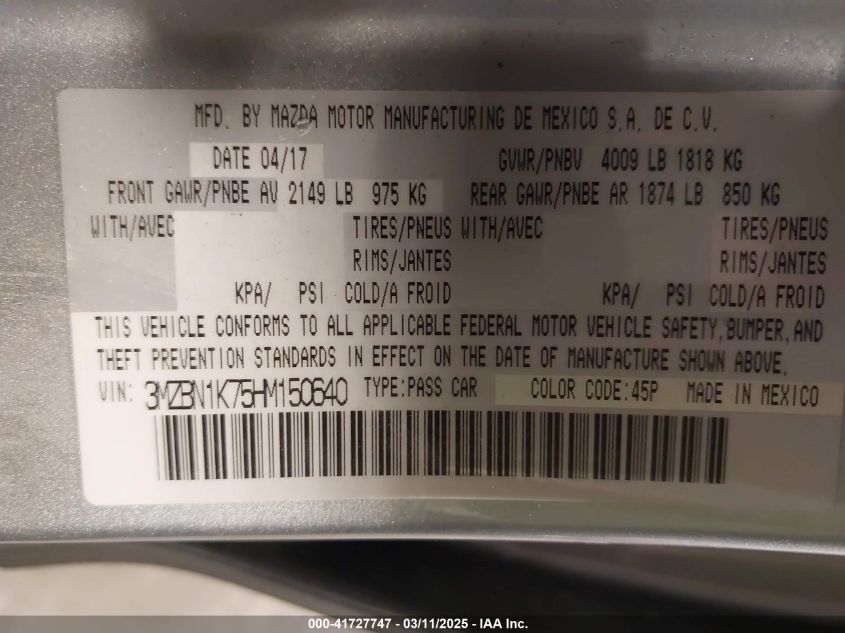 MFD. BY MAZDA MOTOR MANUFACTURING DE MEXICO S.A. DE C.V.
DATE 04/17 GVWR/PNBV 4009 LB 1818 KG
FRONT GAWR/PNBE AV 2149 LB 975 KG REAR GAWR/PNBE AR 1874 LB 850 KG
WITH/AVEC TIRES/PNEUS WITH/AVEC TIRES/PNEUS
RIMS/JANTES RIMS/JANTES
KPA/ PSI COLD/A FROID KPA/ PSI COLD/A FROID
THIS VEHICLE CONFORMS TO ALL APPLICABLE FEDERAL MOTOR VEHICLE SAFETY, BUMPER, AND
THEFT PREVENTION STANDARDS IN EFFECT ON THE DATE OF MANUFACTURE SHOWN ABOVE.
VIN: 3MZBN1K75HM150640 TYPE:PASS CAR COLOR CODE:45P MADE IN MEXICO
000-41727747 - 03/11/2025 - IAA Inc.